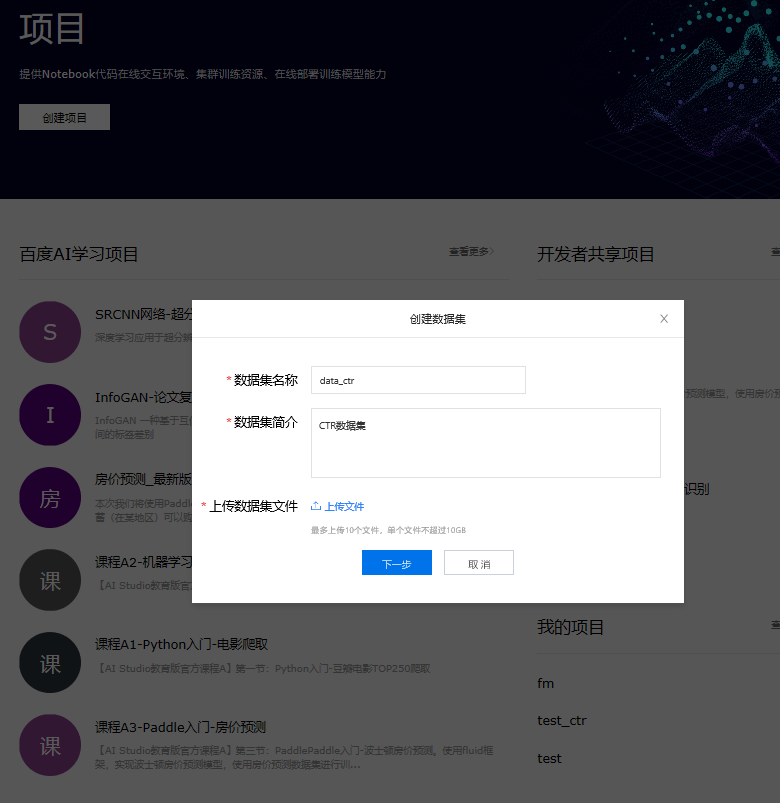 项目
提供Notebook代码在线交互环境、集群训练资源、在线部署训练模型能力
创建项目
百度AI学习项目
查看更多
开发者共享项目
S
SRCNN网络-超分
深度学习应用于超分辨
I
InfoGAN-论文复
InfoGAN 一种基于互信
间的标签差别
房
房价预测_最新版
本次我们将使用Paddl
蓄（在某地区）可以购
课
课程A2-机器学习
【AI Studio教育版官方
课
课程A1-Python入门-电影爬取
【AI Studio教育版官方课程A】第一节：Python入门-豆瓣电影TOP250爬取
课
课程A3-Paddle入门-房价预测
【AI Studio教育版官方课程A】第三节：PaddlePaddle入门-波士顿房价预测。使用fluid框
架，实现波士顿房价预测模型，使用房价预测数据集进行训...
创建数据集
* 数据集名称
data_ctr
* 数据集简介
CTR数据集
* 上传数据集文件
上传文件
最多上传10个文件，单个文件不超过10GB
下一步
取消
预测模型，使用房价预
识别
我的项目
fm
test_ctr
test